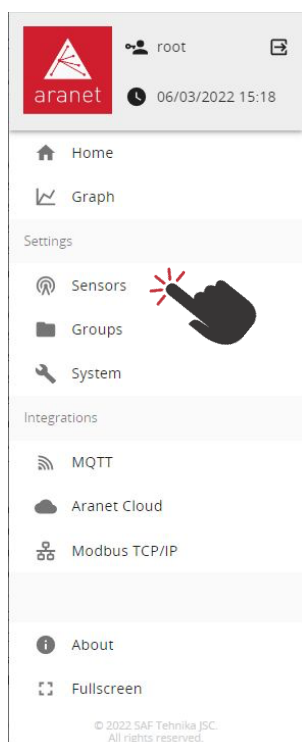 root
aranet
06/03/2022 15:18
Home
Graph
Settings
Sensors
Groups
System
Integrations
MQTT
Aranet Cloud
Modbus TCP/IP
About
Fullscreen
© 2022 SAF Tehnika JSC.
All rights reserved.